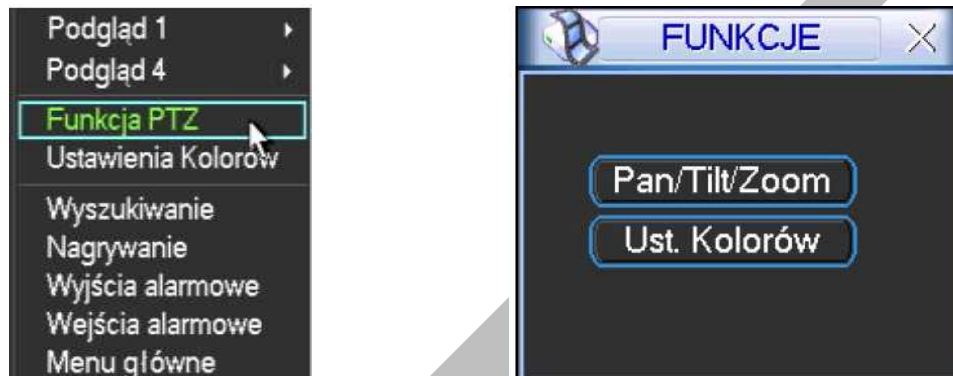 Podgląd 1
Podgląd 4
Funkcja PTZ
Ustawienia Kolorów
Wyszukiwanie
Nagrywanie
Wyjścia alarmowe
Wejścia alarmowe
Menu główne
FUNKCJE
Pan/Tilt/Zoom
Ust. Kolorów